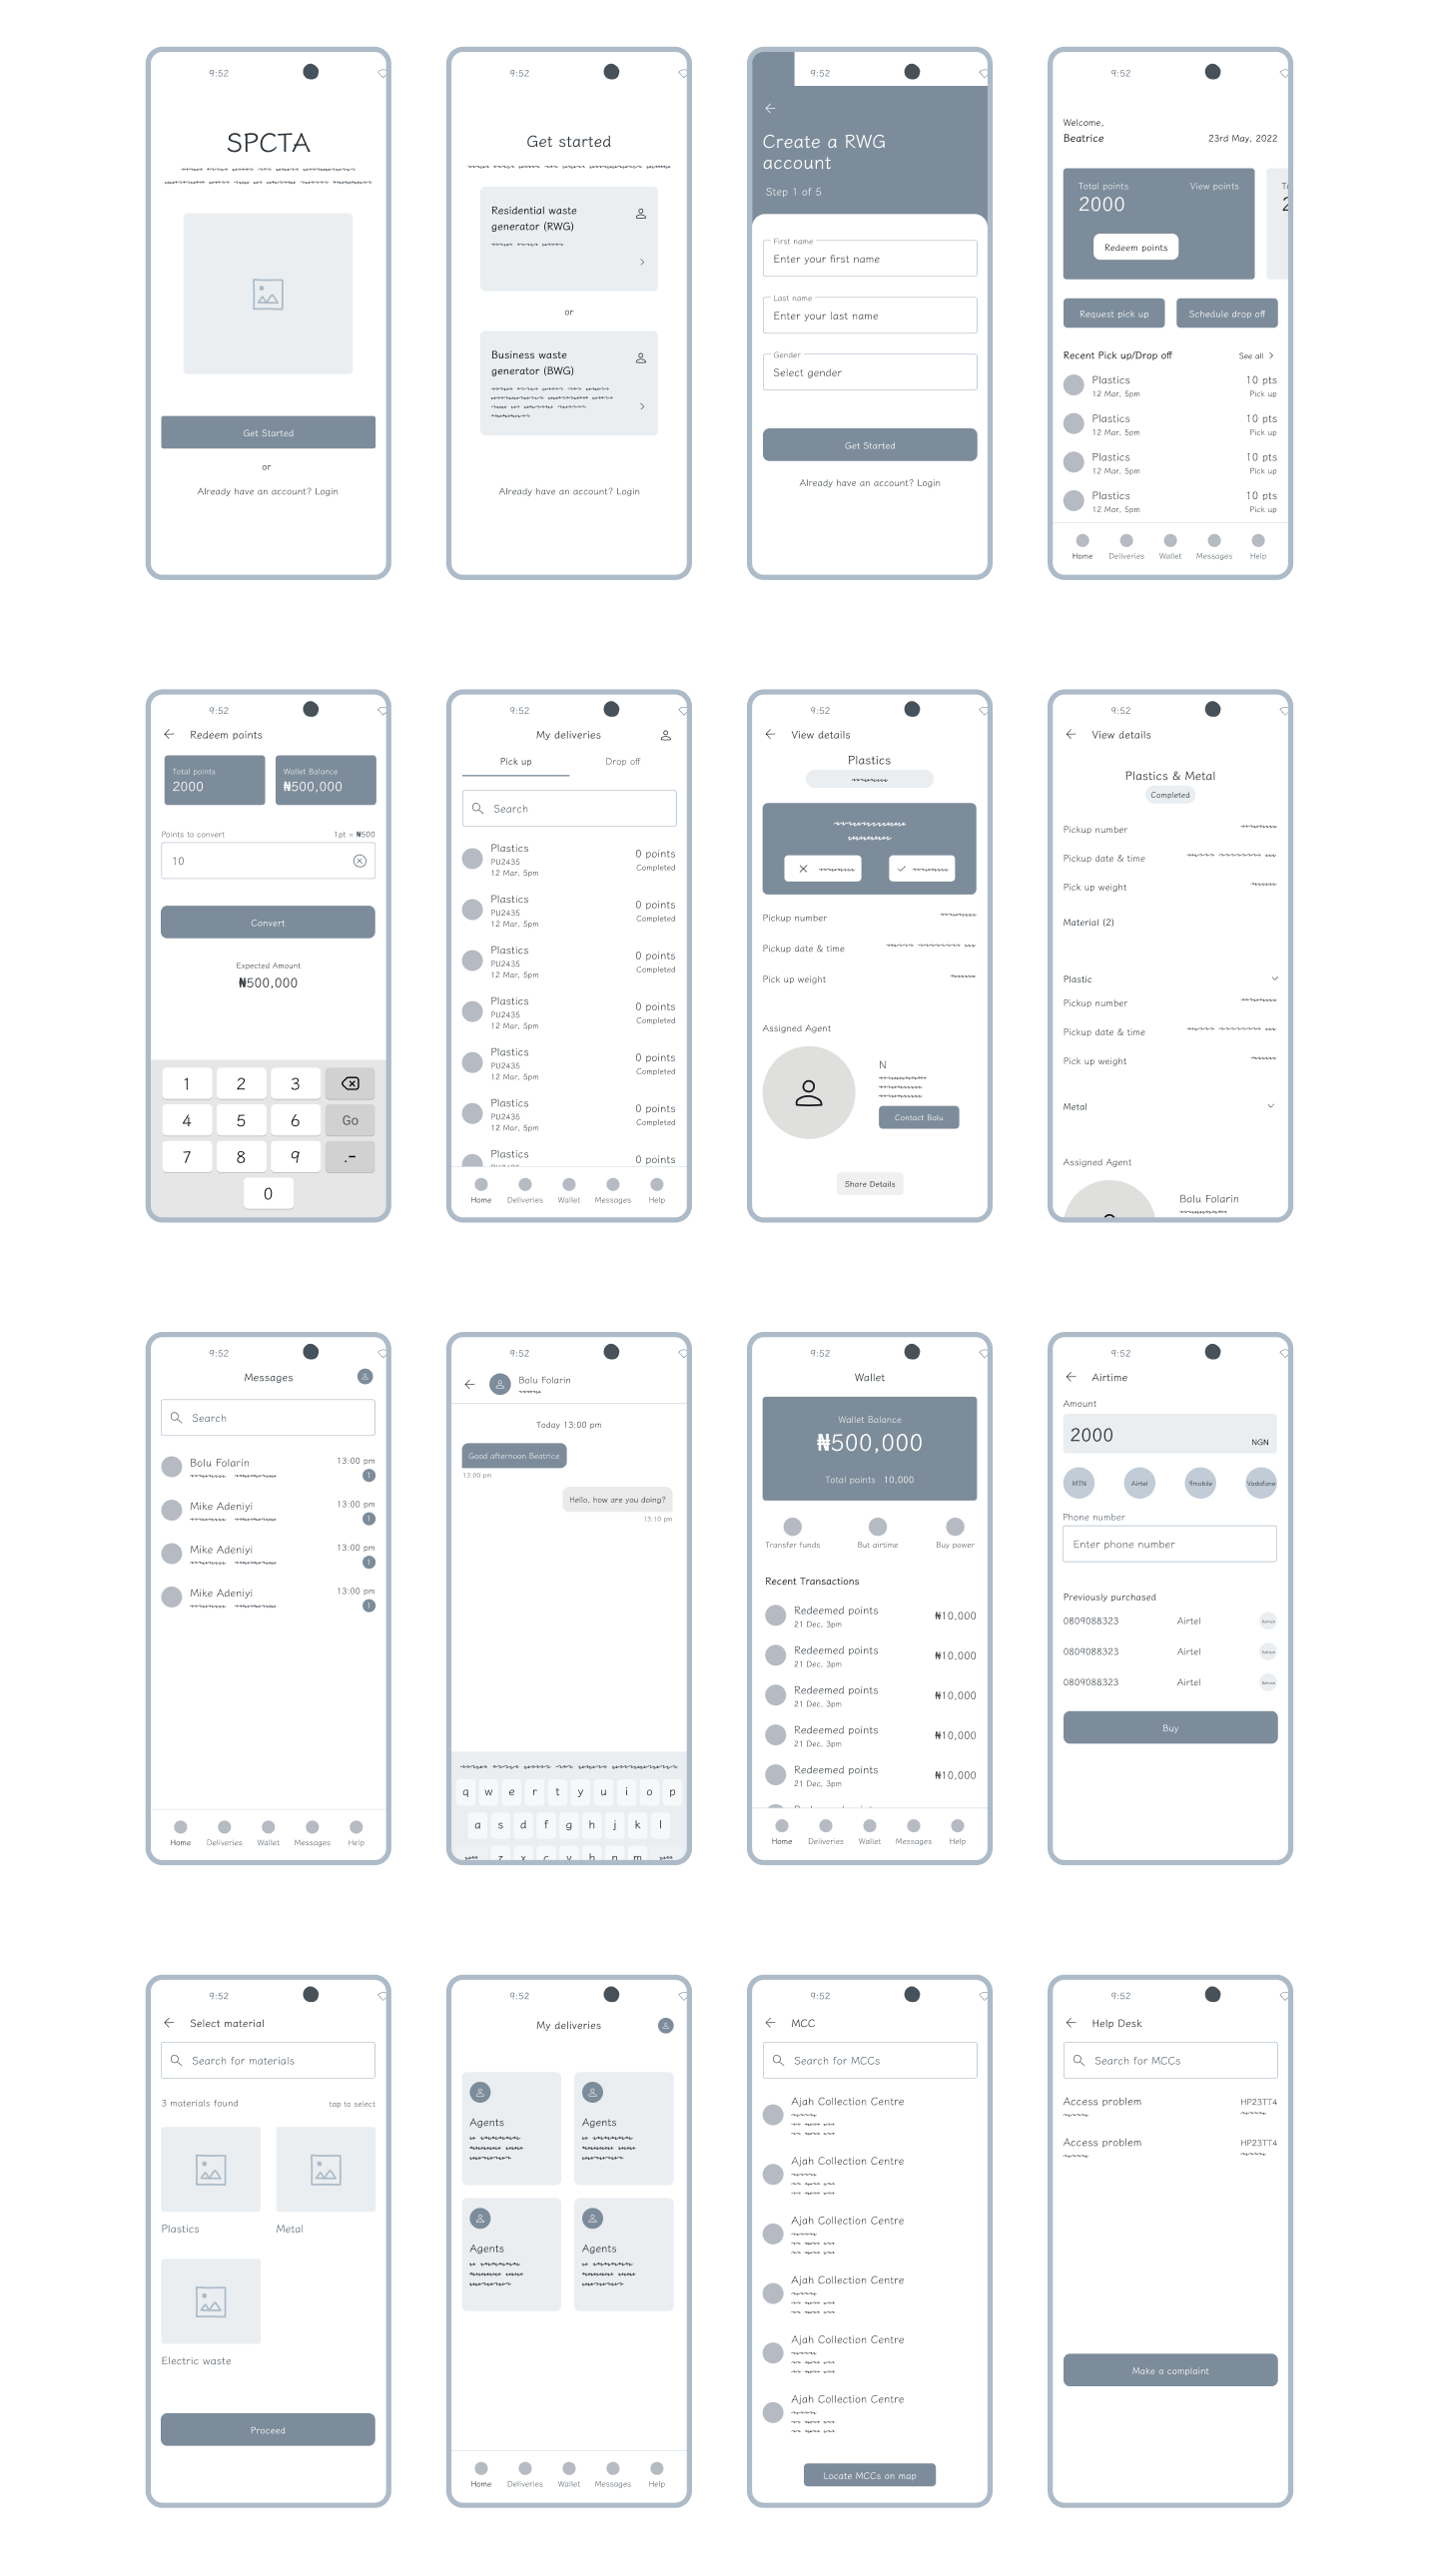 9:52
SPCTA
Get Started
or
Already have an account? Login
9:52
Get started
Residential waste
generator (RWG)
or
Business waste
generator (BWG)
Already have an account? Login
9:52
Create a RWG
account
Step 1 of 5
First name
Enter your first name
Last name
Enter your last name
Gender
Select gender
Get Started
Already have an account? Login
9:52
Welcome,
Beatrice 23rd May, 2022
Total points View points
2000
Redeem points
Request pick up Schedule drop off
Recent Pick up/Drop off See all
Plastics 10 pts
12 Mar, 5pm Pick up
Plastics 10 pts
12 Mar, 5pm Pick up
Plastics 10 pts
12 Mar, 5pm Pick up
Plastics 10 pts
12 Mar, 5pm Pick up
Home Deliveries Wallet Messages Help
9:52
Redeem points
Total points Wallet Balance
2000 ₦500,000
Points to convert 1pt = ₦500
10
Convert
Expected Amount
₦500,000
1 2 3
4 5 6 Go
7 8 9 .-
0
9:52
My deliveries
Pick up Drop off
Search
Plastics 0 points
PU2435 Completed
12 Mar, 5pm
Plastics 0 points
PU2435 Completed
12 Mar, 5pm
Plastics 0 points
PU2435 Completed
12 Mar, 5pm
Plastics 0 points
PU2435 Completed
12 Mar, 5pm
Plastics 0 points
PU2435 Completed
12 Mar, 5pm
Plastics 0 points
PU2435 Completed
12 Mar, 5pm
Plastics 0 points
Home Deliveries Wallet Messages Help
9:52
View details
Plastics
Pickup number
Pickup date & time
Pick up weight
Assigned Agent
N
Contact Bolu
Share Details
9:52
View details
Plastics & Metal
Completed
Pickup number
Pickup date & time
Pick up weight
Material (2)
Plastic
Pickup number
Pickup date & time
Pick up weight
Metal
Assigned Agent
Bolu Folarin
9:52
Messages
Search
Bolu Folarin 13:00 pm
1
Mike Adeniyi 13:00 pm
1
Mike Adeniyi 13:00 pm
1
Mike Adeniyi 13:00 pm
1
Home Deliveries Wallet Messages Help
9:52
Bolu Folarin
Today 13:00 pm
Good afternoon Beatrice
13:00 pm
Hello, how are you doing?
13:10 pm
q w e r t y u i o p
a s d f g h j k l
z x c v b n m
9:52
Wallet
Wallet Balance
₦500,000
Total points 10,000
Transfer funds But airtime Buy power
Recent Transactions
Redeemed points ₦10,000
21 Dec, 3pm
Redeemed points ₦10,000
21 Dec, 3pm
Redeemed points ₦10,000
21 Dec, 3pm
Redeemed points ₦10,000
21 Dec, 3pm
Redeemed points ₦10,000
21 Dec, 3pm
Home Deliveries Wallet Messages Help
9:52
Airtime
Amount
2000 NGN
MTN Airtel 9mobile Vodafone
Phone number
Enter phone number
Previously purchased
0809088323 Airtel
0809088323 Airtel
0809088323 Airtel
Buy
9:52
Select material
Search for materials
3 materials found tap to select
Plastics Metal
Electric waste
Proceed
9:52
My deliveries
Agents Agents
Agents Agents
Home Deliveries Wallet Messages Help
9:52
MCC
Search for MCCs
Ajah Collection Centre
Ajah Collection Centre
Ajah Collection Centre
Ajah Collection Centre
Ajah Collection Centre
Ajah Collection Centre
Locate MCCs on map
9:52
Help Desk
Search for MCCs
Access problem HP23TT4
Access problem HP23TT4
Make a complaint